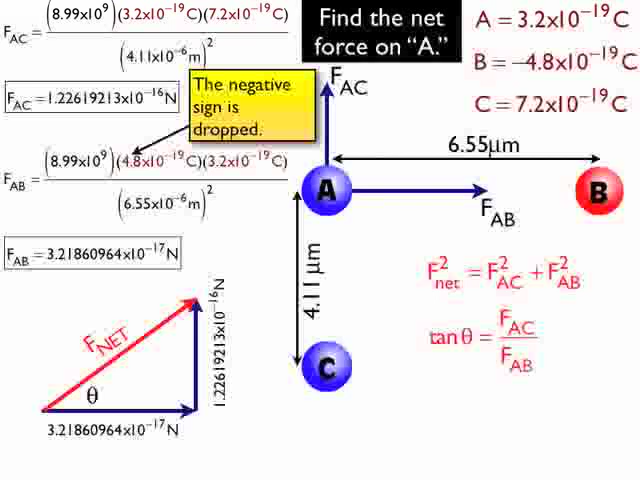 F_AC = (8.99x10^9)(3.2x10^−19 C)(7.2x10^−19 C) / (4.11x10^−6 m)^2
Find the net
force on "A."
A = 3.2x10^−19 C
B = −4.8x10^−19 C
C = 7.2x10^−19 C
F_AC = 1.22619213x10^−16 N
The negative
sign is
dropped.
F_AC
6.55µm
F_AB = (8.99x10^9)(4.8x10^−19 C)(3.2x10^−19 C) / (6.55x10^−6 m)^2
A
B
F_AB
F_AB = 3.21860964x10^−17 N
4.11 µm
F^2_net = F^2_AC + F^2_AB
tan θ = F_AC / F_AB
F_NET
1.22619213x10^−16 N
θ
C
3.21860964x10^−17 N